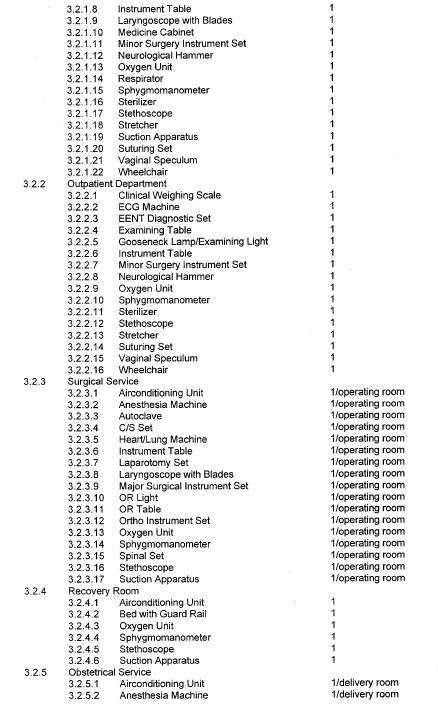 3.2.1.8 Instrument Table 1
3.2.1.9 Laryngoscope with Blades 1
3.2.1.10 Medicine Cabinet 1
3.2.1.11 Minor Surgery Instrument Set 1
3.2.1.12 Neurological Hammer 1
3.2.1.13 Oxygen Unit 1
3.2.1.14 Respirator 1
3.2.1.15 Sphygmomanometer 1
3.2.1.16 Sterilizer 1
3.2.1.17 Stethoscope 1
3.2.1.18 Stretcher 1
3.2.1.19 Suction Apparatus 1
3.2.1.20 Suturing Set 1
3.2.1.21 Vaginal Speculum 1
3.2.1.22 Wheelchair 1
3.2.2 Outpatient Department
3.2.2.1 Clinical Weighing Scale 1
3.2.2.2 ECG Machine 1
3.2.2.3 EENT Diagnostic Set 1
3.2.2.4 Examining Table 1
3.2.2.5 Gooseneck Lamp/Examining Light 1
3.2.2.6 Instrument Table 1
3.2.2.7 Minor Surgery Instrument Set 1
3.2.2.8 Neurological Hammer 1
3.2.2.9 Oxygen Unit 1
3.2.2.10 Sphygmomanometer 1
3.2.2.11 Sterilizer 1
3.2.2.12 Stethoscope 1
3.2.2.13 Stretcher 1
3.2.2.14 Suturing Set 1
3.2.2.15 Vaginal Speculum 1
3.2.2.16 Wheelchair 1
3.2.3 Surgical Service
3.2.3.1 Airconditioning Unit 1/operating room
3.2.3.2 Anesthesia Machine 1/operating room
3.2.3.3 Autoclave 1/operating room
3.2.3.4 C/S Set 1/operating room
3.2.3.5 Heart/Lung Machine 1/operating room
3.2.3.6 Instrument Table 1/operating room
3.2.3.7 Laparotomy Set 1/operating room
3.2.3.8 Laryngoscope with Blades 1/operating room
3.2.3.9 Major Surgical Instrument Set 1/operating room
3.2.3.10 OR Light 1/operating room
3.2.3.11 OR Table 1/operating room
3.2.3.12 Ortho Instrument Set 1/operating room
3.2.3.13 Oxygen Unit 1/operating room
3.2.3.14 Sphygmomanometer 1/operating room
3.2.3.15 Spinal Set 1/operating room
3.2.3.16 Stethoscope 1/operating room
3.2.3.17 Suction Apparatus 1/operating room
3.2.4 Recovery Room
3.2.4.1 Airconditioning Unit 1
3.2.4.2 Bed with Guard Rail 1
3.2.4.3 Oxygen Unit 1
3.2.4.4 Sphygmomanometer 1
3.2.4.5 Stethoscope 1
3.2.4.6 Suction Apparatus 1
3.2.5 Obstetrical Service
3.2.5.1 Airconditioning Unit 1/delivery room
3.2.5.2 Anesthesia Machine 1/delivery room